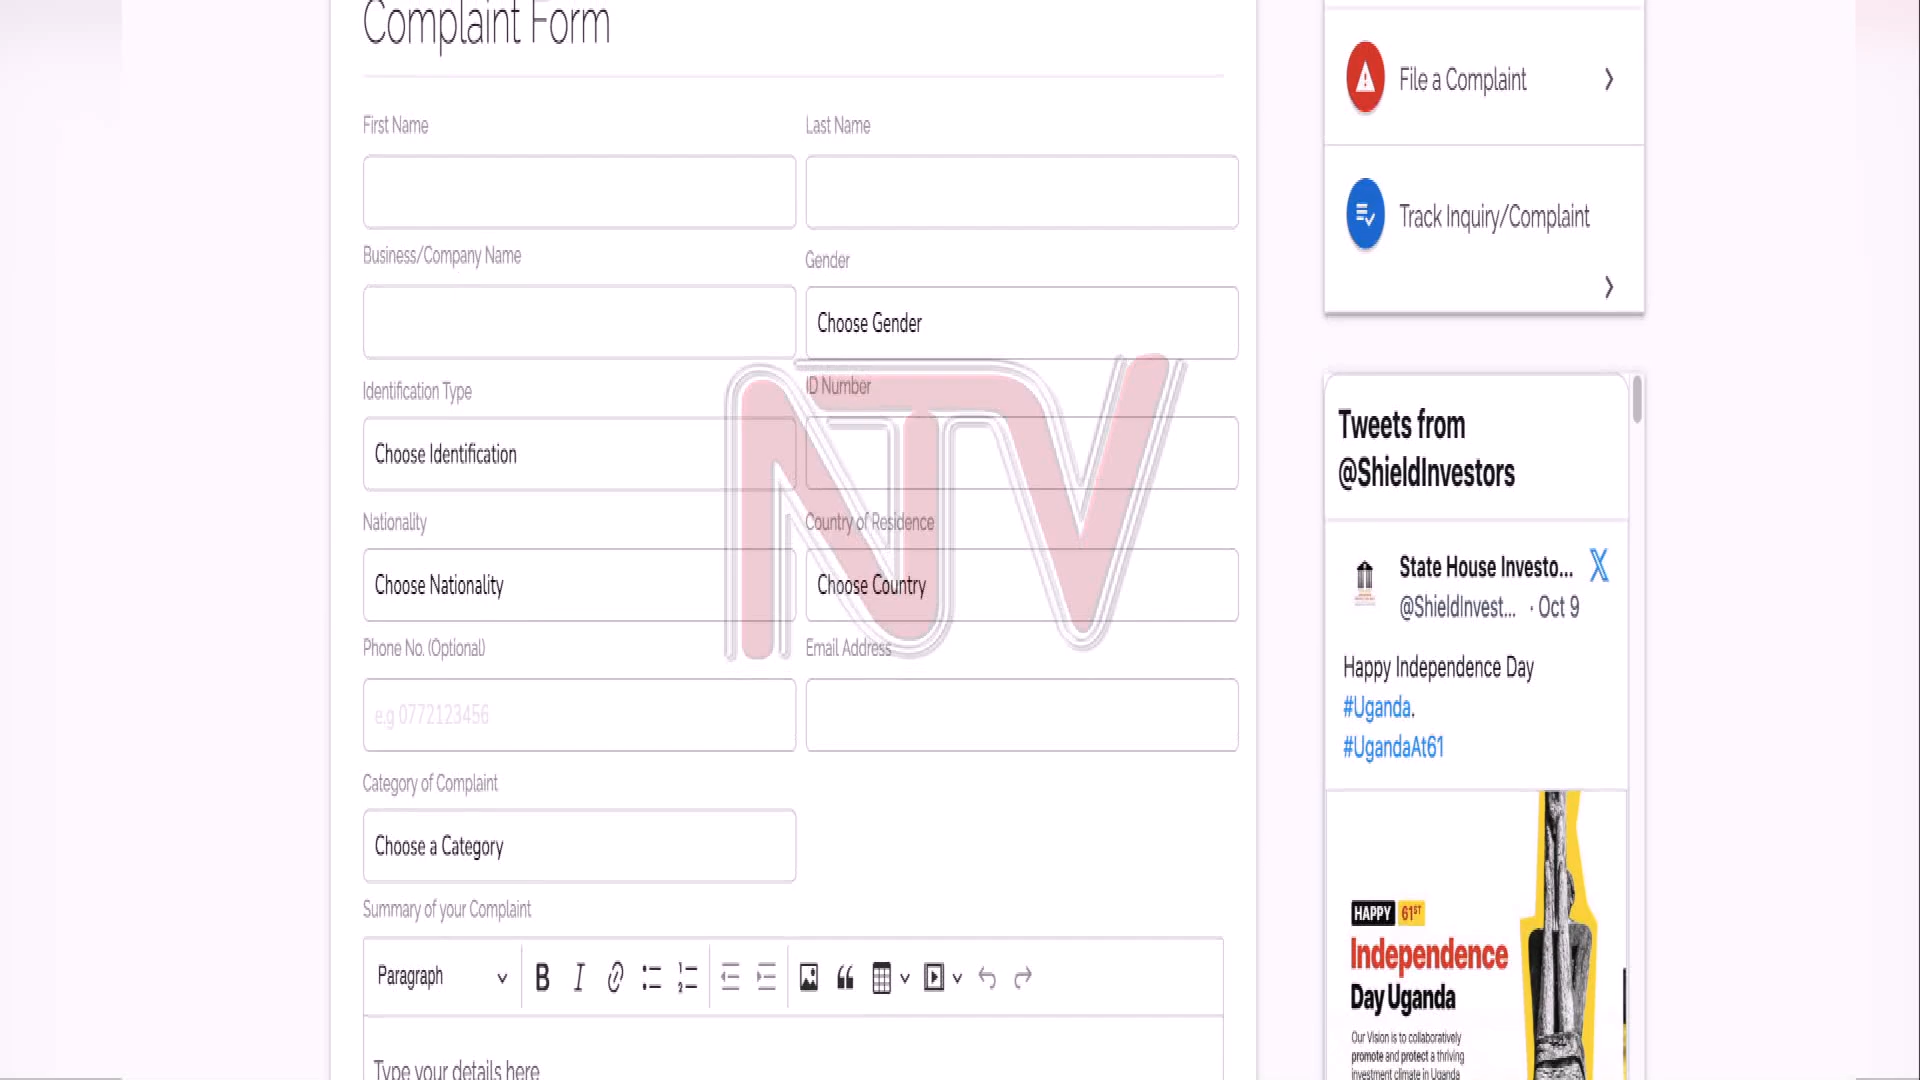 Complaint Form
First Name
Last Name
Business/Company Name
Gender
Choose Gender
Identification Type
ID Number
Choose Identification
Nationality
Country of Residence
Choose Nationality
Choose Country
Phone No. (Optional)
Email Address
e.g 0772123456
Category of Complaint
Choose a Category
Summary of your Complaint
Paragraph
Type your details here
NTV
File a Complaint
Track Inquiry/Complaint
Tweets from
@ShieldInvestors
State House Investo...
@ShieldInvest... · Oct 9
Happy Independence Day
#Uganda.
#UgandaAt61
HAPPY 61ST
Independence
Day Uganda
Our Vision is to collaboratively
promote and protect a thriving
investment climate in Uganda